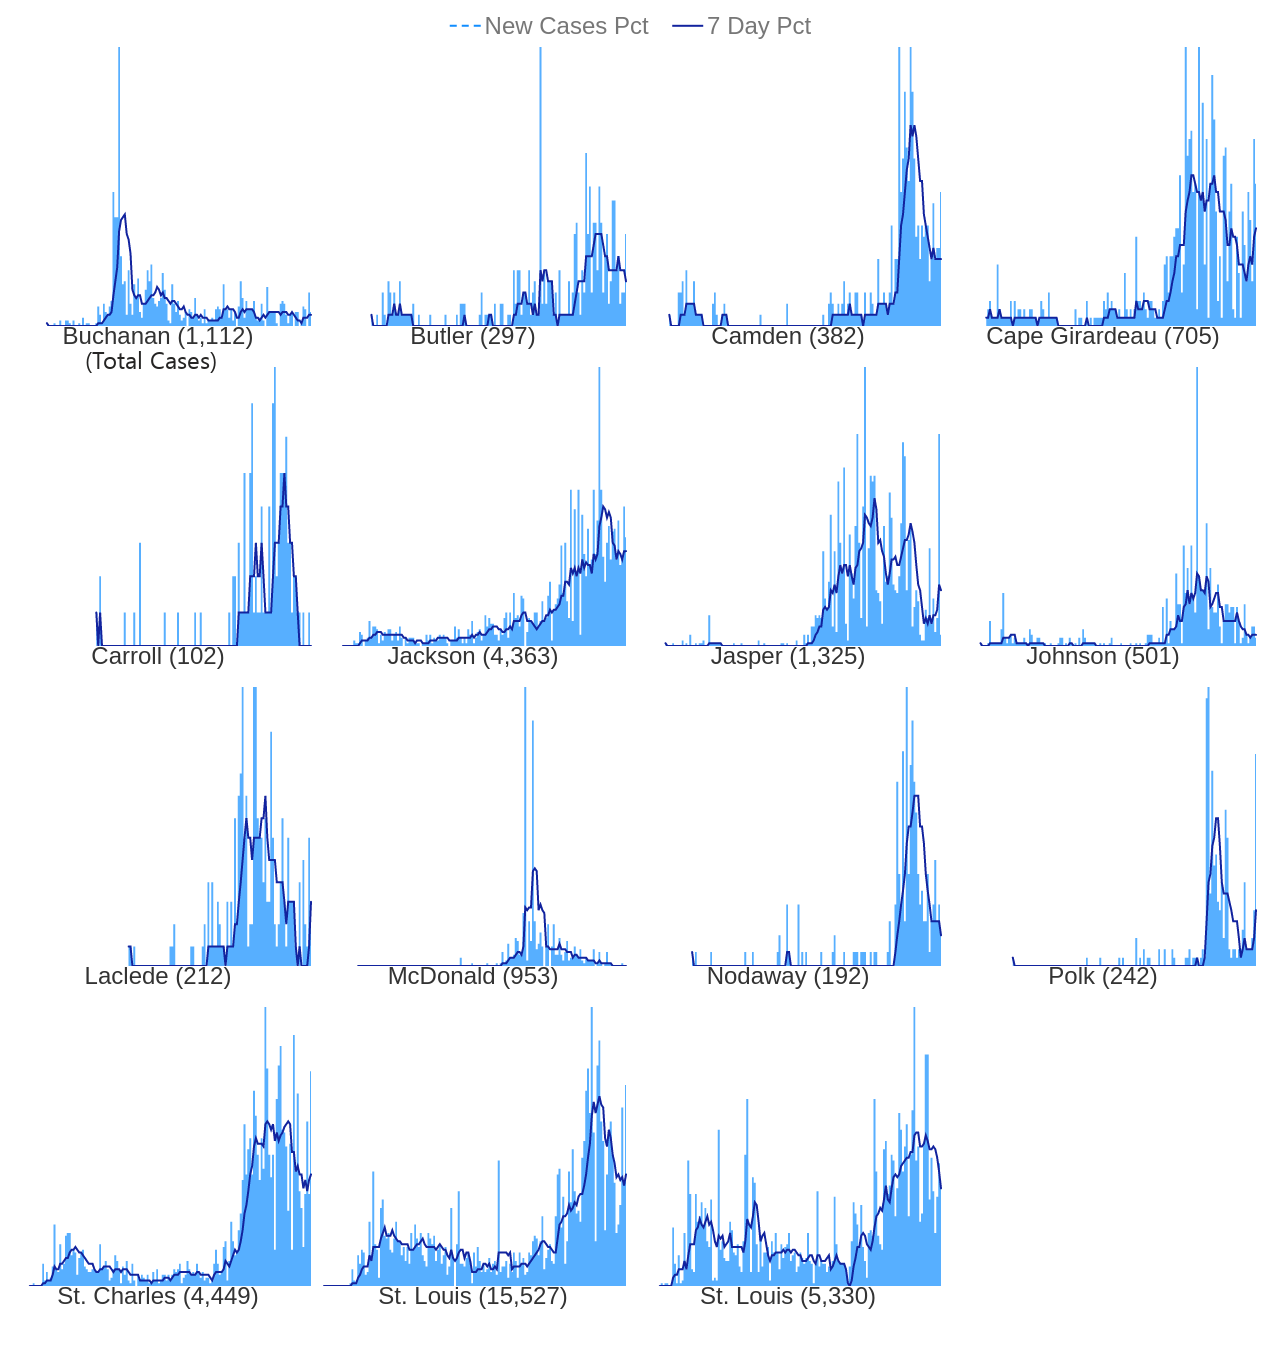 New Cases Pct 7 Day Pct
Buchanan (1,112) Butler (297) Camden (382) Cape Girardeau (705)
(Total Cases)
Carroll (102) Jackson (4,363) Jasper (1,325) Johnson (501)
Laclede (212) McDonald (953) Nodaway (192) Polk (242)
St. Charles (4,449) St. Louis (15,527) St. Louis (5,330)